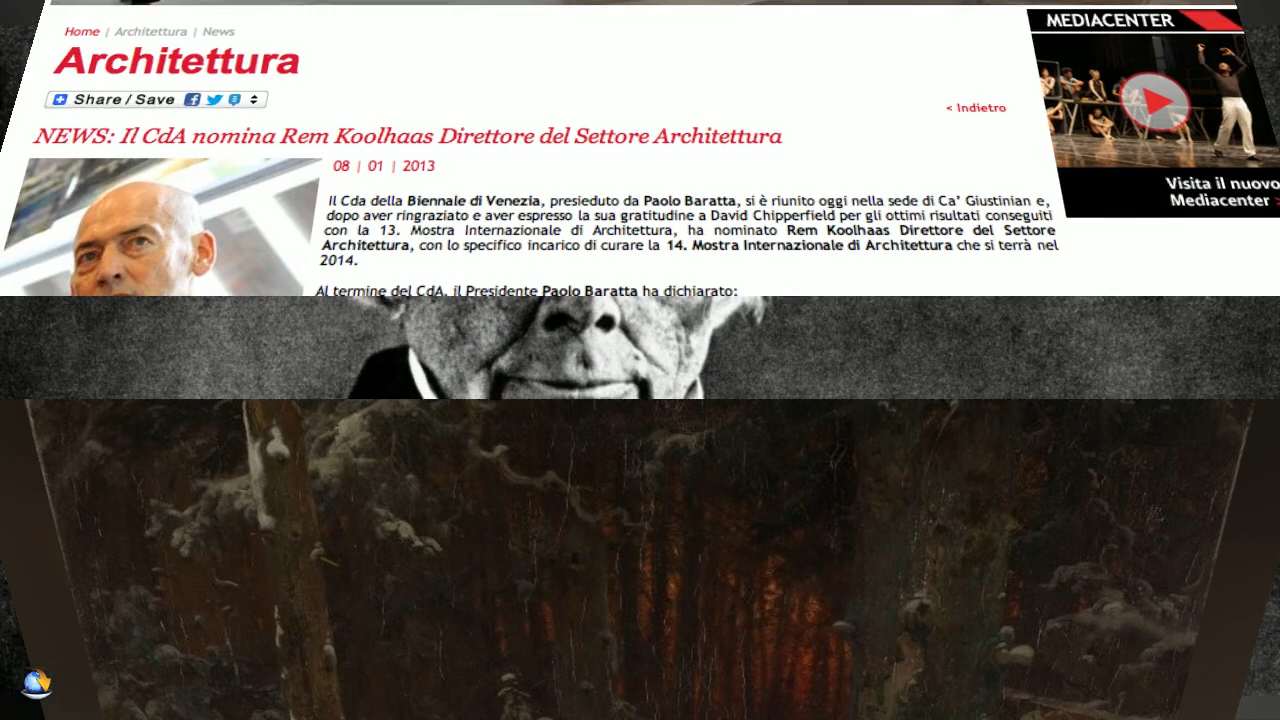 Home | Architettura | News
Architettura
Share / Save
< Indietro
NEWS: Il CdA nomina Rem Koolhaas Direttore del Settore Architettura
08 | 01 | 2013
Il Cda della Biennale di Venezia, presieduto da Paolo Baratta, si è riunito oggi nella sede di Ca' Giustinian e,
dopo aver ringraziato e aver espresso la sua gratitudine a David Chipperfield per gli ottimi risultati conseguiti
con la 13. Mostra Internazionale di Architettura, ha nominato Rem Koolhaas Direttore del Settore
Architettura, con lo specifico incarico di curare la 14. Mostra Internazionale di Architettura che si terrà nel
2014.
Al termine del CdA, il Presidente Paolo Baratta ha dichiarato:
MEDIACENTER
Visita il nuovo
Mediacenter >